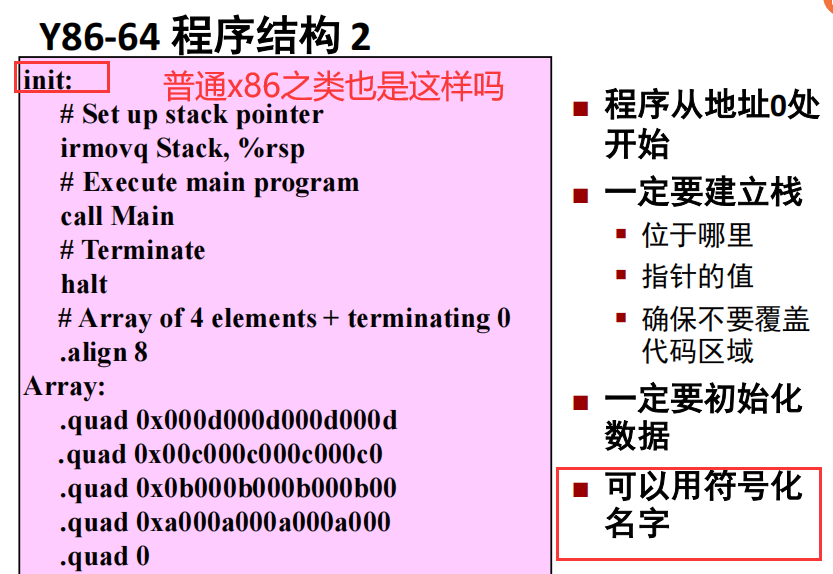 Y86-64 程序结构 2
init:
普通x86之类也是这样吗
# Set up stack pointer
irmovq Stack, %rsp
# Execute main program
call Main
# Terminate
halt
# Array of 4 elements + terminating 0
.align 8
Array:
.quad 0x000d000d000d000d
.quad 0x00c000c000c000c0
.quad 0x0b000b000b000b00
.quad 0xa000a000a000a000
.quad 0
程序从地址0处
开始
一定要建立栈
位于哪里
指针的值
确保不要覆盖
代码区域
一定要初始化
数据
可以用符号化
名字